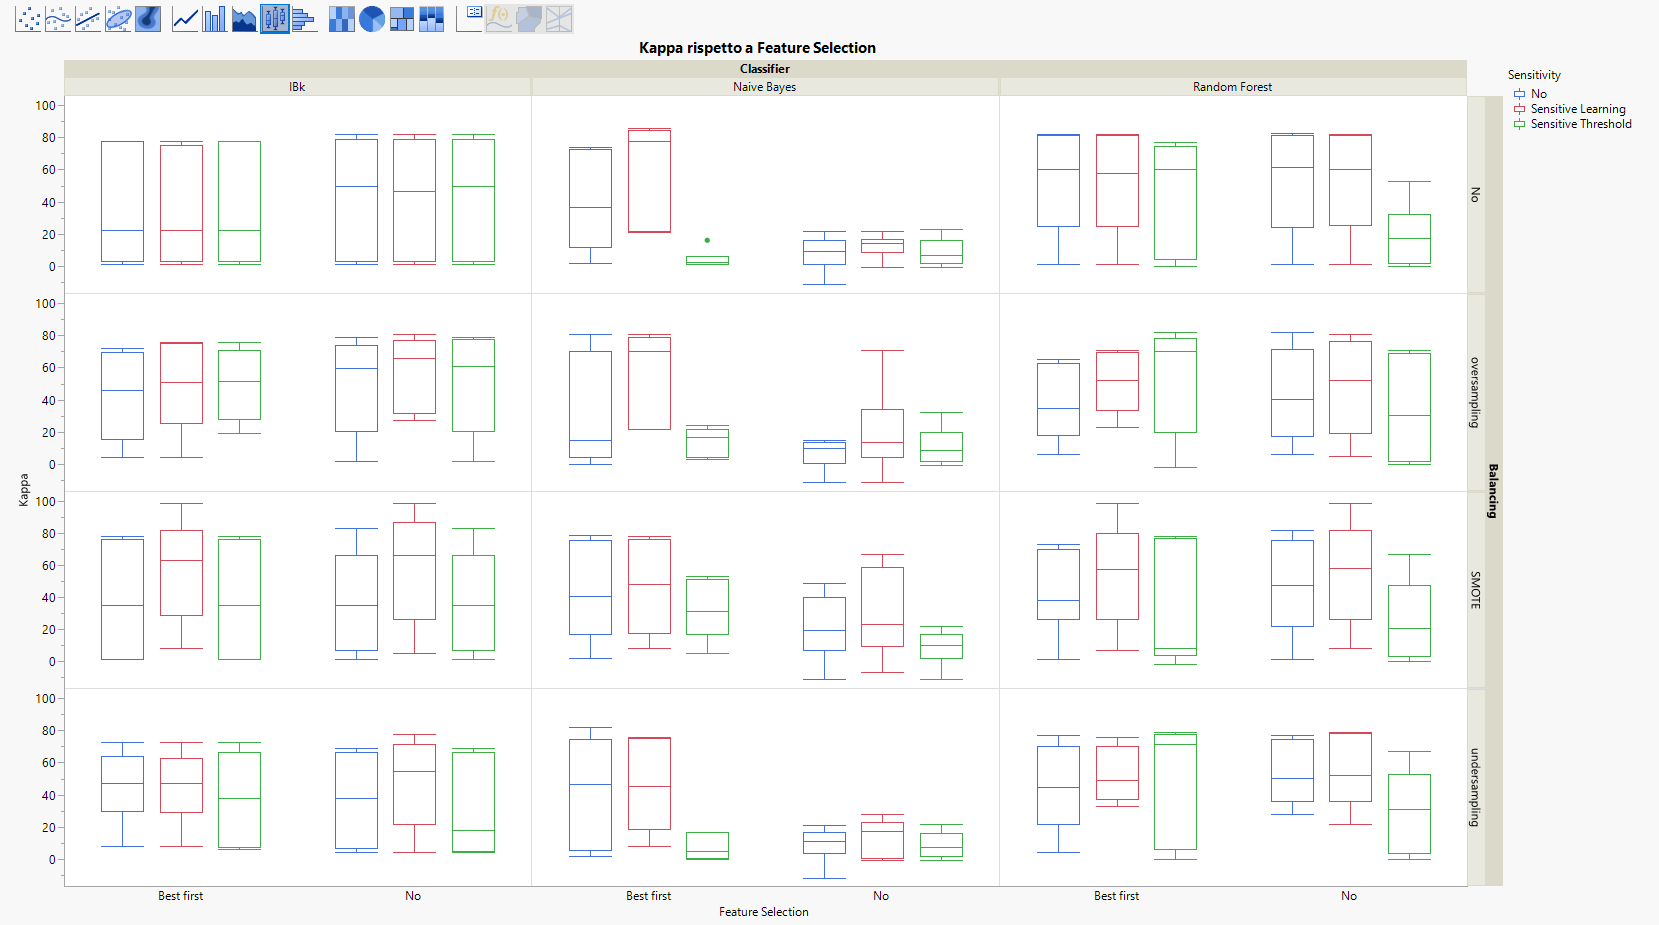 Kappa rispetto a Feature Selection
Classifier
IBk Naive Bayes Random Forest
Sensitivity
No
Sensitive Learning
Sensitive Threshold
100
80
60
40
20
0
No
100
80
60
40
20
0
oversampling
Kappa
Balancing
100
80
60
40
20
0
SMOTE
100
80
60
40
20
0
undersampling
Best first No Best first No Best first No
Feature Selection